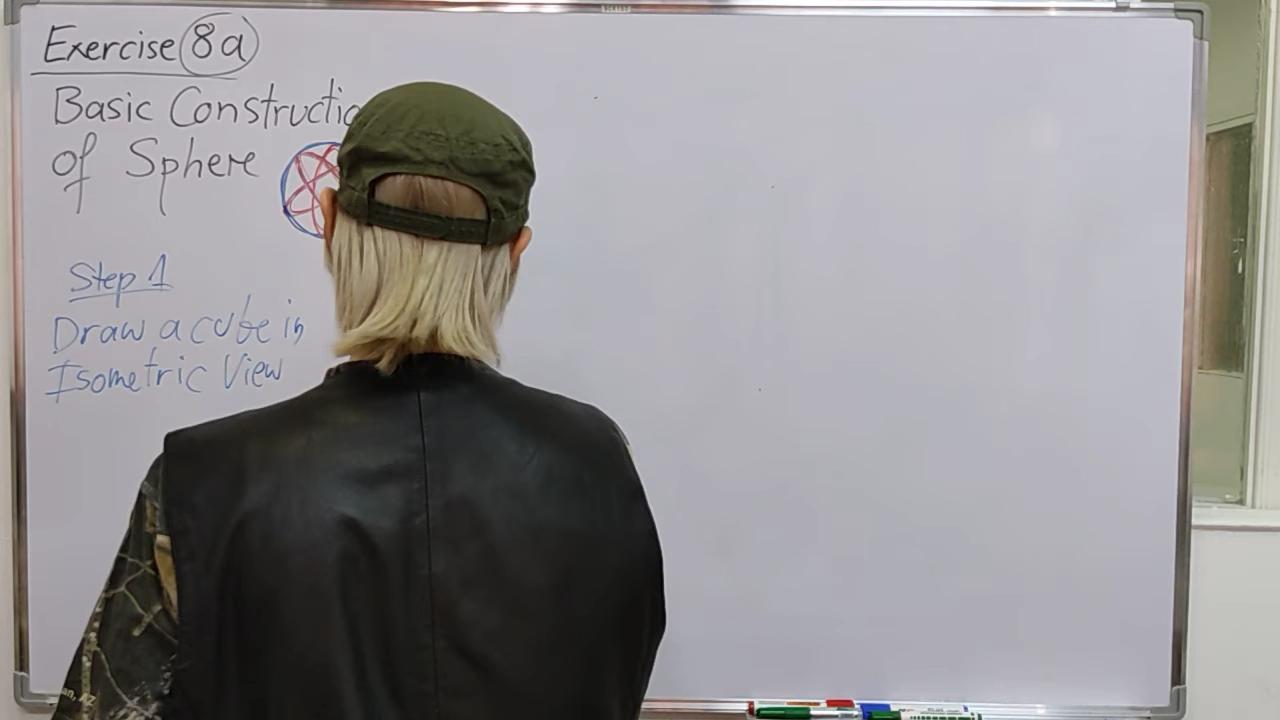 Exercise 8a
Basic Constructio
of Sphere
Step 1
Draw a cube in
Isometric View